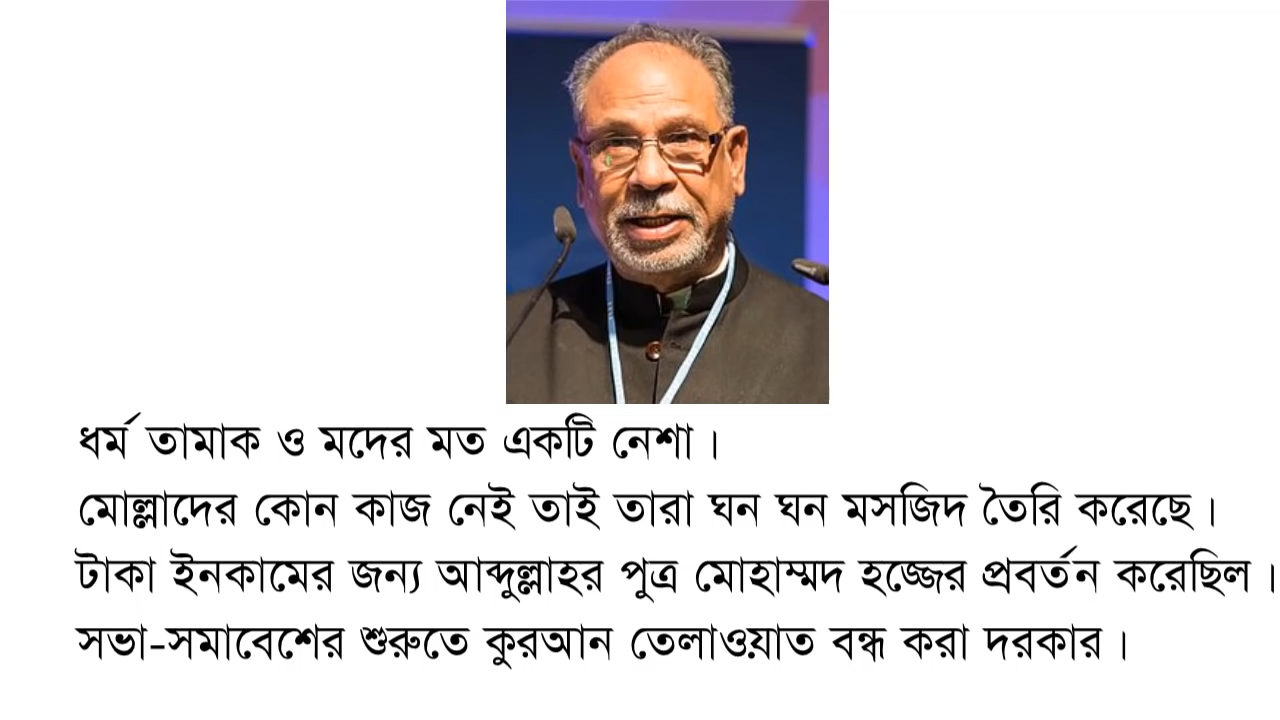 ধর্ম তামাক ও মদের মত একটি নেশা।
মোল্লাদের কোন কাজ নেই তাই তারা ঘন ঘন মসজিদ তৈরি করেছে।
টাকা ইনকামের জন্য আব্দুল্লাহর পুত্র মোহাম্মদ হজ্জের প্রবর্তন করেছিল।
সভা-সমাবেশের শুরুতে কুরআন তেলাওয়াত বন্ধ করা দরকার।